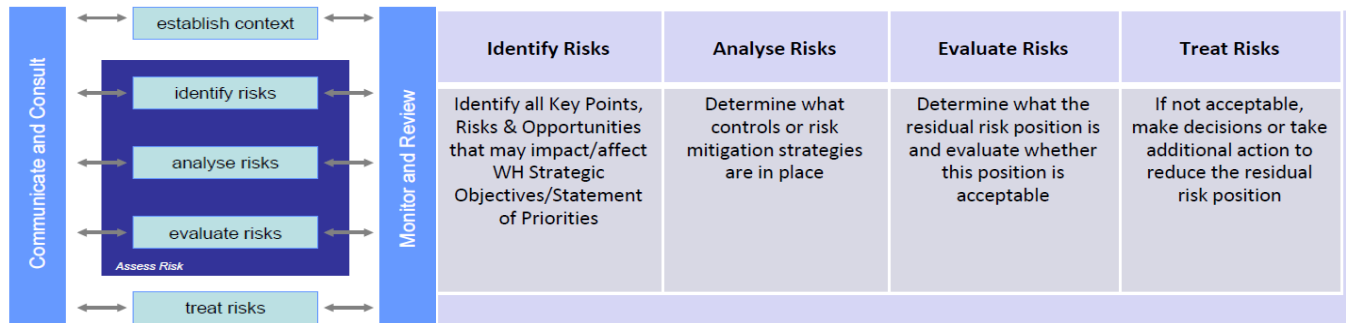 Communicate and Consult
establish context
identify risks
analyse risks
evaluate risks
Assess Risk
treat risks
Monitor and Review
Identify Risks
Analyse Risks
Evaluate Risks
Treat Risks
Identify all Key Points,
Risks & Opportunities
that may impact/affect
WH Strategic
Objectives/Statement
of Priorities
Determine what
controls or risk
mitigation strategies
are in place
Determine what the
residual risk position is
and evaluate whether
this position is
acceptable
If not acceptable,
make decisions or take
additional action to
reduce the residual
risk position